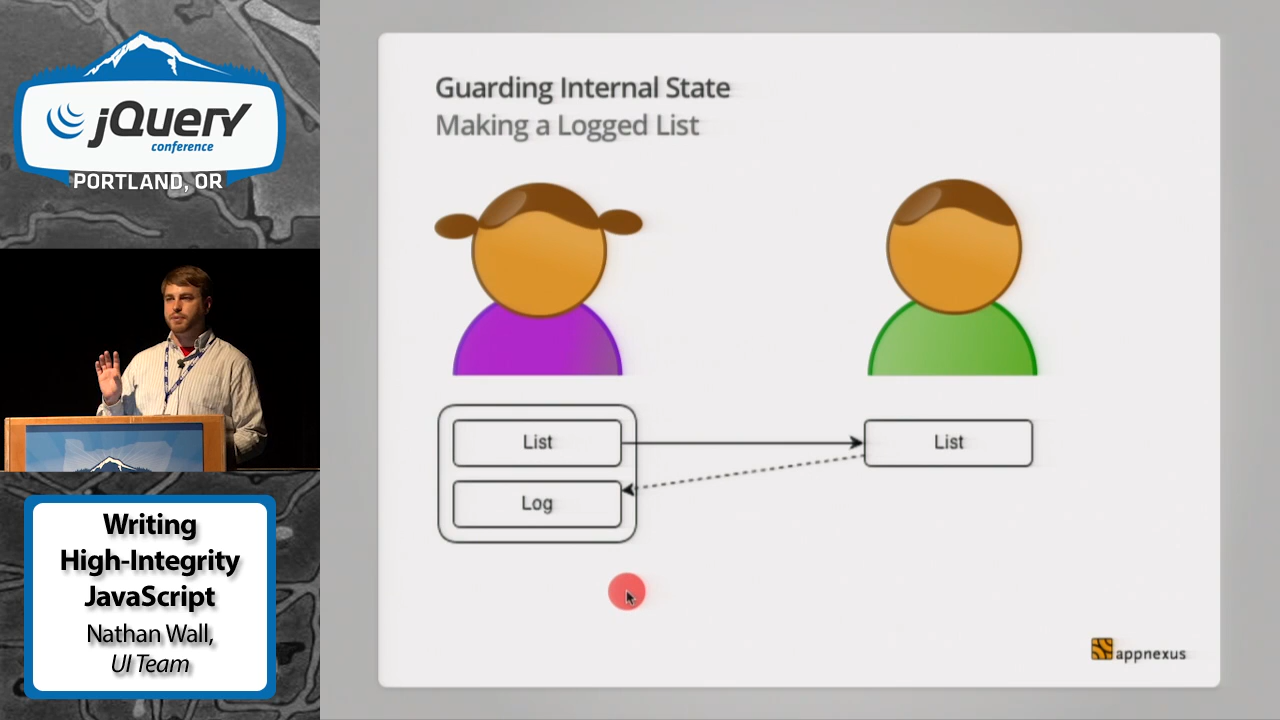 jQuery
conference
PORTLAND, OR
Writing
High-Integrity
JavaScript
Nathan Wall,
UI Team
Guarding Internal State
Making a Logged List
List
Log
List
appnexus